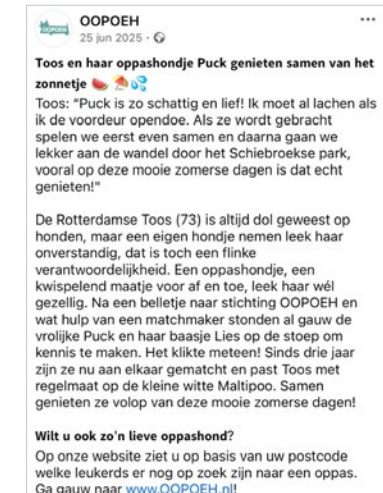 OOPOEH
OOPOEH
25 jun 2025 ·
Toos en haar oppashondje Puck genieten samen van het
zonnetje 🍉 ⛱️💦
Toos: "Puck is zo schattig en lief! Ik moet al lachen als
ik de voordeur opendoe. Als ze wordt gebracht
spelen we eerst even samen en daarna gaan we
lekker aan de wandel door het Schiebroekse park,
vooral op deze mooie zomerse dagen is dat echt
genieten!"
De Rotterdamse Toos (73) is altijd dol geweest op
honden, maar een eigen hondje nemen leek haar
onverstandig, dat is toch een flinke
verantwoordelijkheid. Een oppashondje, een
kwispelend maatje voor af en toe, leek haar wél
gezellig. Na een belletje naar stichting OOPOEH en
wat hulp van een matchmaker stonden al gauw de
vrolijke Puck en haar baasje Lies op de stoep om
kennis te maken. Het klikte meteen! Sinds drie jaar
zijn ze nu aan elkaar gematcht en past Toos met
regelmaat op de kleine witte Maltipoo. Samen
genieten ze volop van deze mooie zomerse dagen!
Wilt u ook zo'n lieve oppashond?
Op onze website ziet u op basis van uw postcode
welke leukerds er nog op zoek zijn naar een oppas.
Ga gauw naar www.OOPOEH.nl!